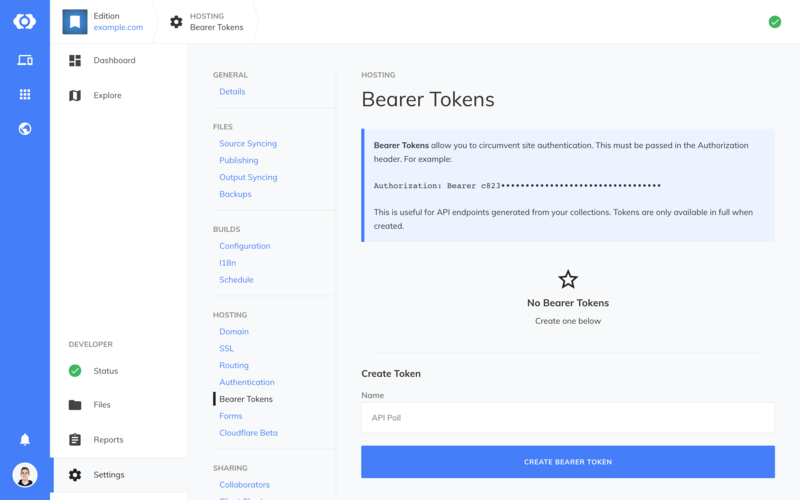 Edition
example.com
HOSTING
Bearer Tokens
Dashboard
Explore
DEVELOPER
Status
Files
Reports
Settings
GENERAL
Details
FILES
Source Syncing
Publishing
Output Syncing
Backups
BUILDS
Configuration
I18n
Schedule
HOSTING
Domain
SSL
Routing
Authentication
Bearer Tokens
Forms
Cloudflare Beta
SHARING
Collaborators
HOSTING
Bearer Tokens
Bearer Tokens allow you to circumvent site authentication. This must be passed in the Authorization
header. For example:
Authorization: Bearer c823•••••••••••••••••••••••••••••••••
This is useful for API endpoints generated from your collections. Tokens are only available in full when
created.
No Bearer Tokens
Create one below
Create Token
Name
API Poll
CREATE BEARER TOKEN